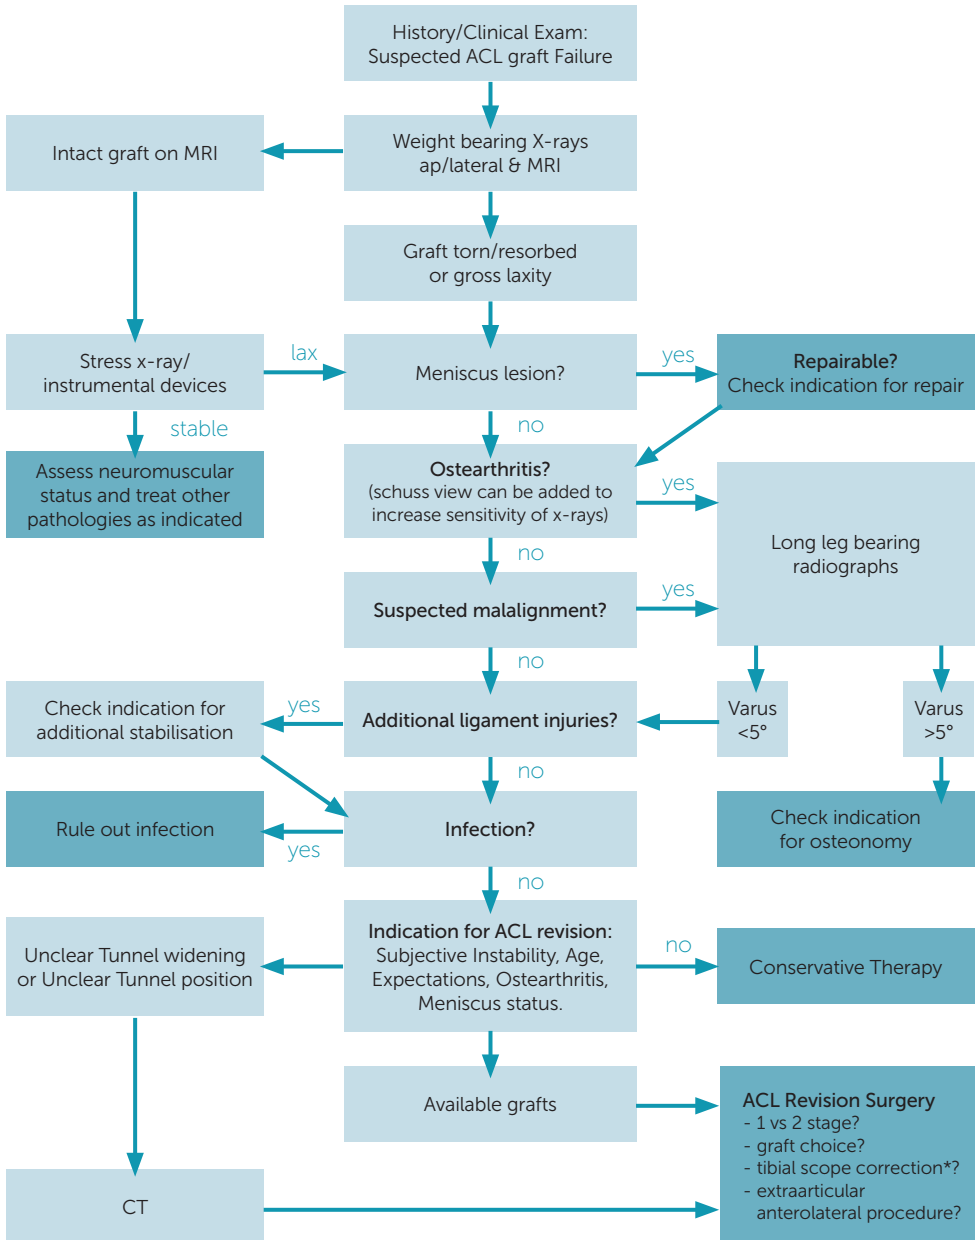 History/Clinical Exam:
Suspected ACL graft Failure
Intact graft on MRI
Weight bearing X-rays
ap/lateral & MRI
Graft torn/resorbed
or gross laxity
Stress x-ray/
instrumental devices
lax
Meniscus lesion?
yes
Repairable?
Check indication for repair
stable
no
Assess neuromuscular
status and treat other
pathologies as indicated
Ostearthritis?
(schuss view can be added to
increase sensitivity of x-rays)
yes
Long leg bearing
radiographs
no
Suspected malalignment?
yes
no
Check indication for
additional stabilisation
yes
Additional ligament injuries?
Varus
<5°
Varus
>5°
no
Rule out infection
yes
Infection?
Check indication
for osteonomy
no
Unclear Tunnel widening
or Unclear Tunnel position
Indication for ACL revision:
Subjective Instability, Age,
Expectations, Ostearthritis,
Meniscus status.
no
Conservative Therapy
Available grafts
ACL Revision Surgery
- 1 vs 2 stage?
- graft choice?
- tibial scope correction*?
- extraarticular
anterolateral procedure?
CT